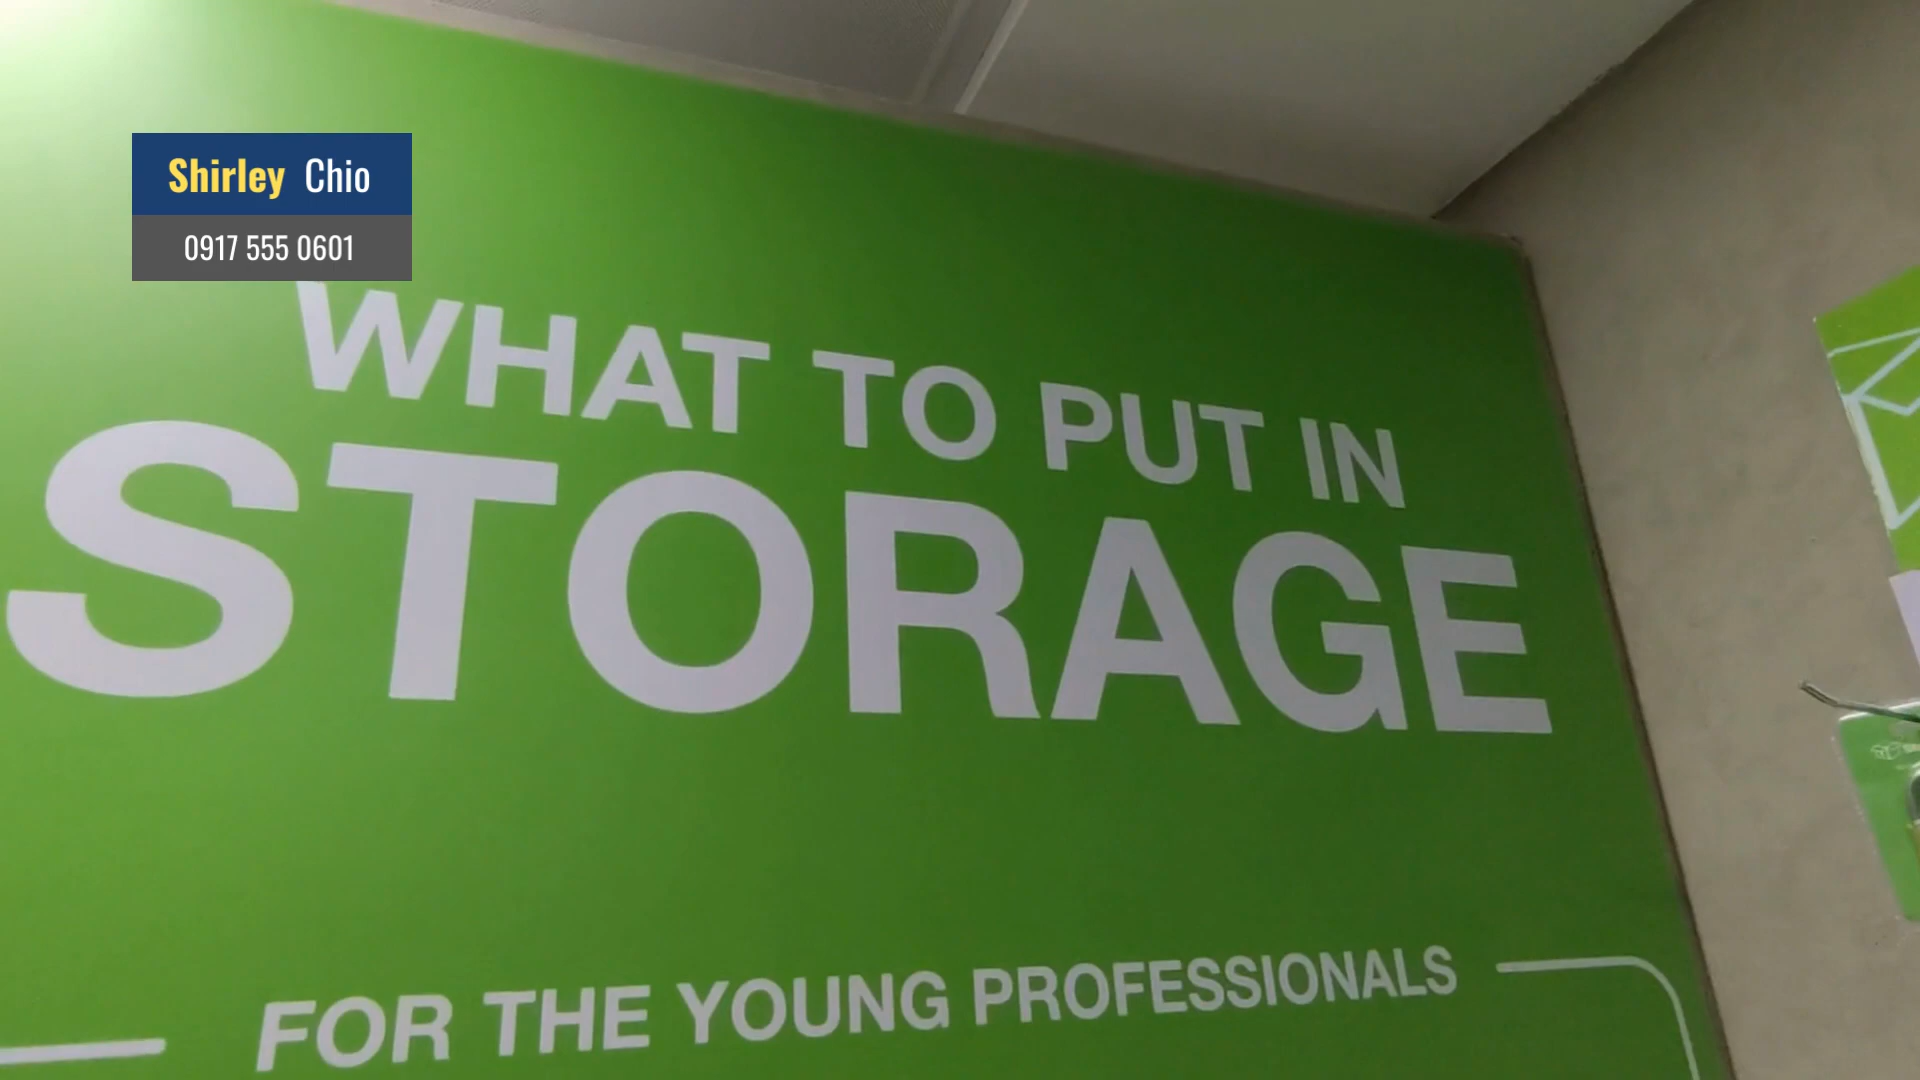 Shirley Chio
0917 555 0601
WHAT TO PUT IN
STORAGE
FOR THE YOUNG PROFESSIONALS